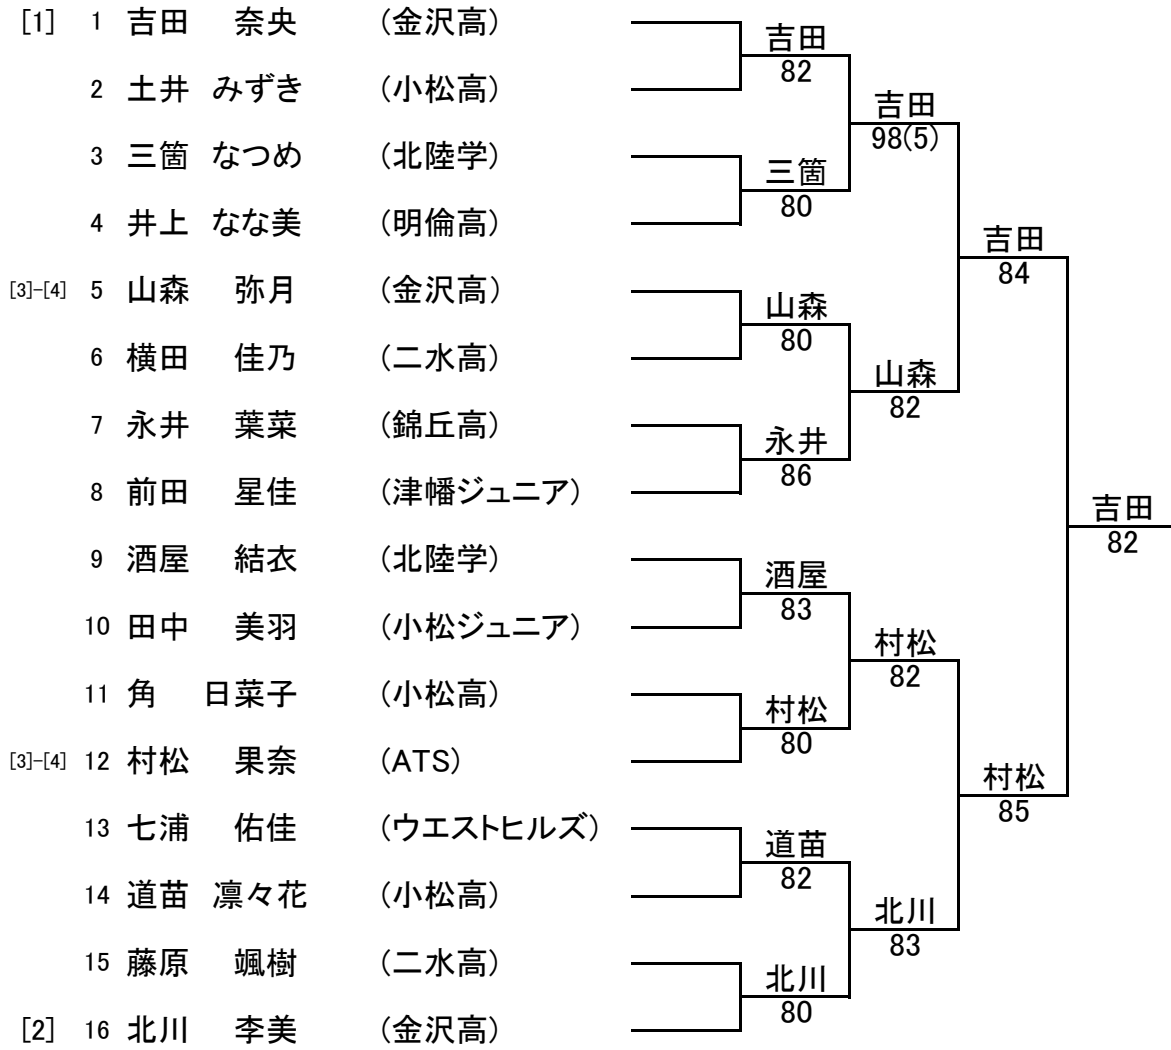 [1] 1 吉田 奈央 (金沢高)
吉田
82
2 土井 みずき (小松高)
吉田
98(5)
3 三箇 なつめ (北陸学)
三箇
80
4 井上 なな美 (明倫高)
吉田
84
[3]-[4] 5 山森 弥月 (金沢高)
山森
80
6 横田 佳乃 (二水高)
山森
82
7 永井 葉菜 (錦丘高)
永井
86
8 前田 星佳 (津幡ジュニア)
吉田
82
9 酒屋 結衣 (北陸学)
酒屋
83
10 田中 美羽 (小松ジュニア)
村松
82
11 角 日菜子 (小松高)
村松
80
12 村松 果奈 (ATS)
[3]-[4]
村松
85
13 七浦 佑佳 (ウエストヒルズ)
道苗
82
14 道苗 凛々花 (小松高)
北川
83
15 藤原 颯樹 (二水高)
北川
80
[2] 16 北川 李美 (金沢高)